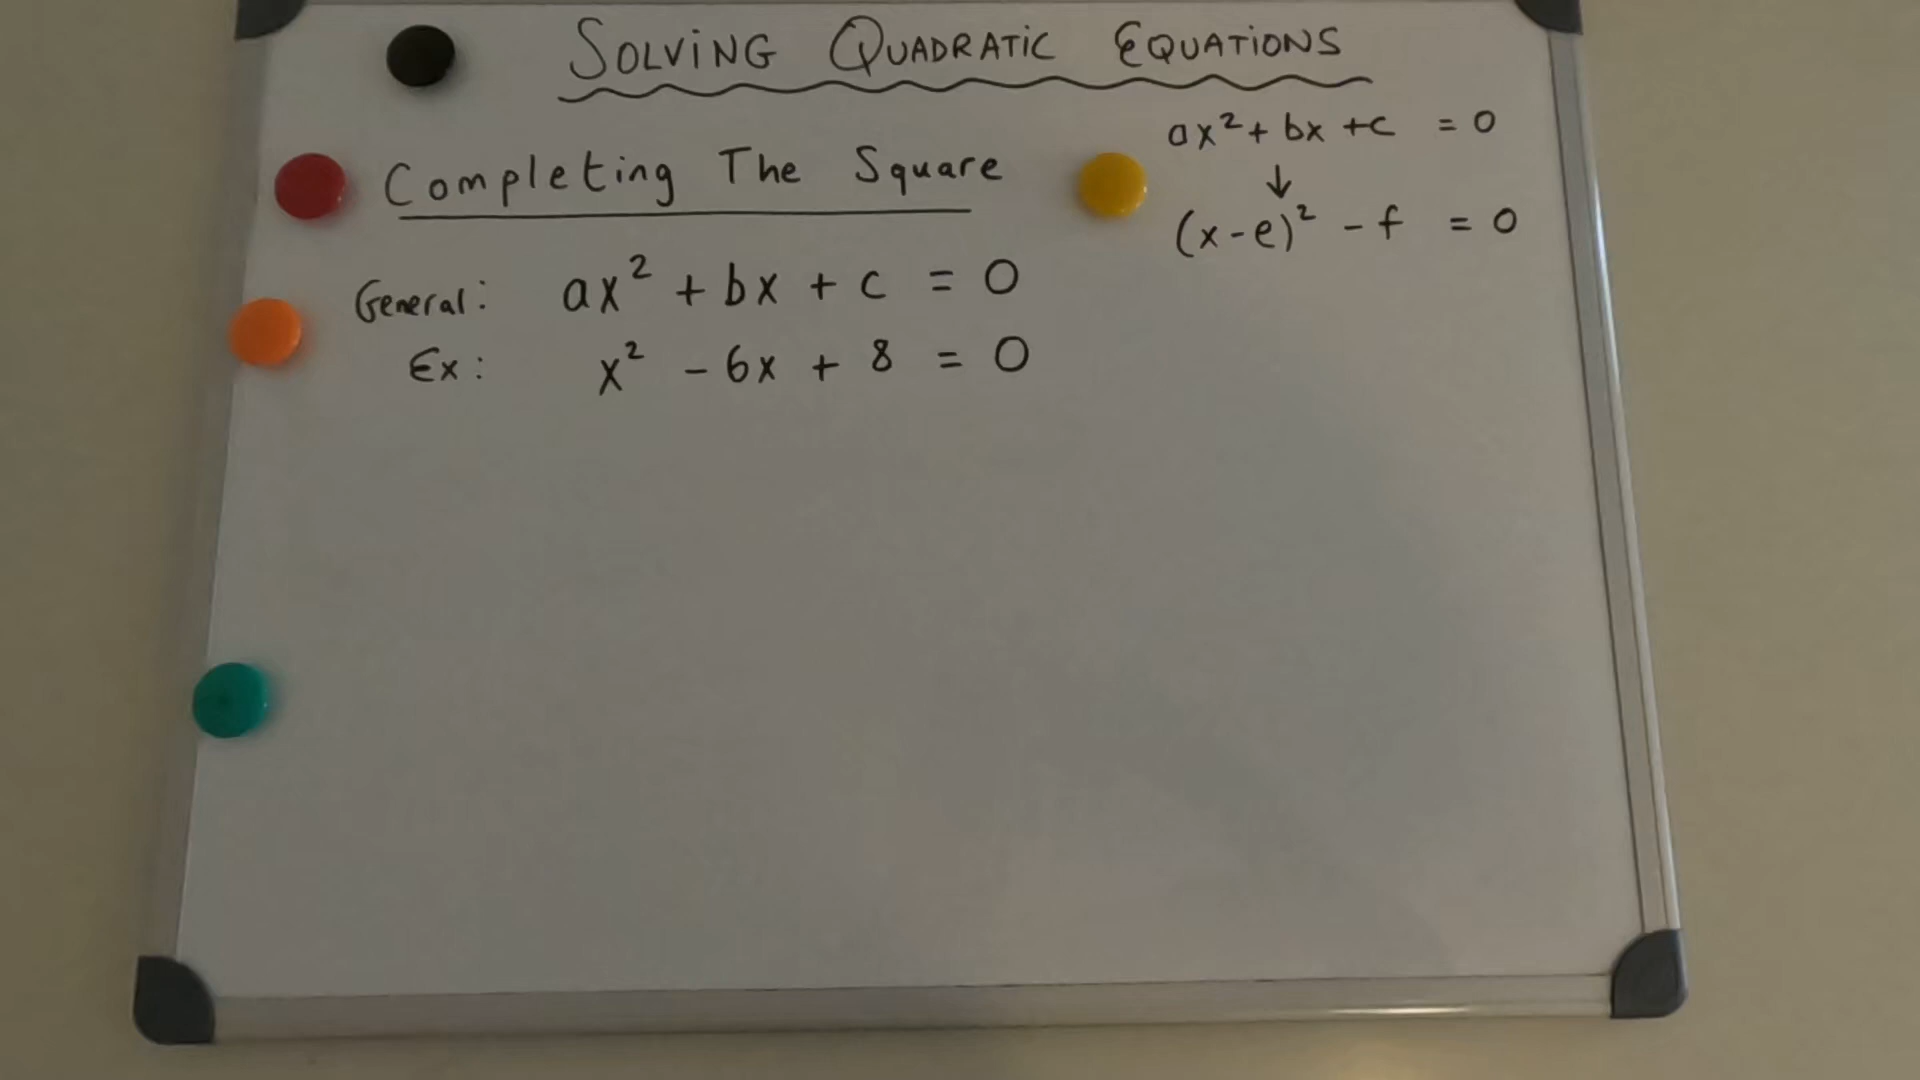 SOLVING QUADRATIC EQUATIONS
Completing The Square
General: ax² + bx + c = 0
Ex: x² - 6x + 8 = 0
ax² + bx + c = 0
↓
(x - e)² - f = 0